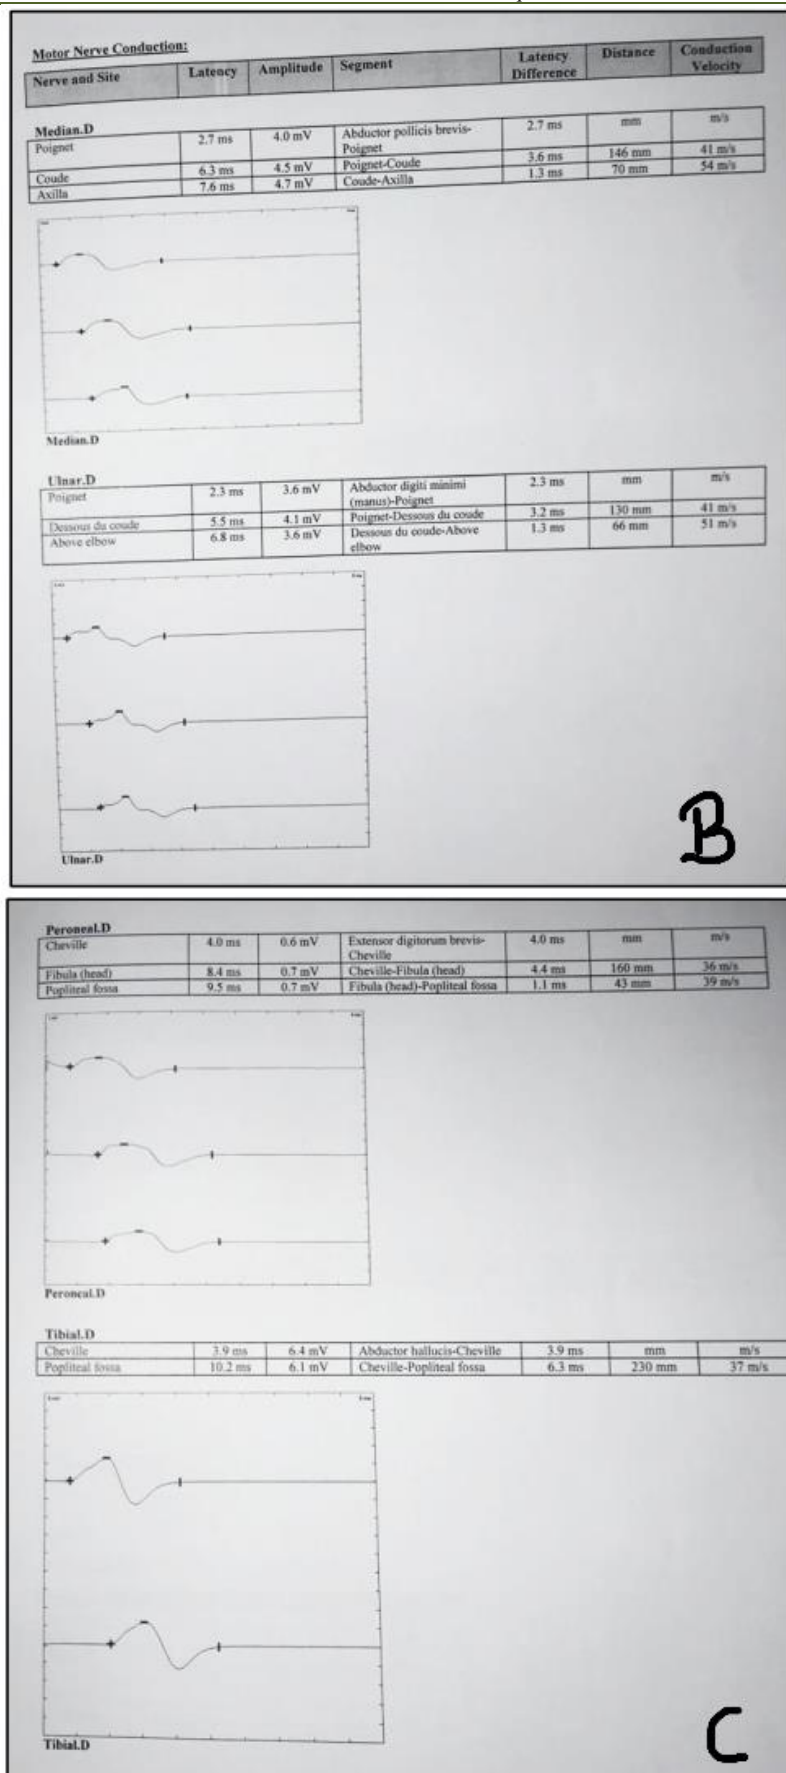 Motor Nerve Conduction:
Nerve and Site Latency Amplitude Segment Latency Difference Distance Conduction Velocity
Median.D
Poignet 2.7 ms 4.0 mV Abductor pollicis brevis-Poignet 2.7 ms mm m/s
Coude 6.3 ms 4.5 mV Poignet-Coude 3.6 ms 146 mm 41 m/s
Axilla 7.6 ms 4.7 mV Coude-Axilla 1.3 ms 70 mm 54 m/s
Median.D
Ulnar.D
Poignet 2.3 ms 3.6 mV Abductor digiti minimi (manus)-Poignet 2.3 ms mm m/s
Dessous du coude 5.5 ms 4.1 mV Poignet-Dessous du coude 3.2 ms 130 mm 41 m/s
Above elbow 6.8 ms 3.6 mV Dessous du coude-Above elbow 1.3 ms 66 mm 51 m/s
Ulnar.D
B
Peroneal.D
Cheville 4.0 ms 0.6 mV Extensor digitorum brevis-Cheville 4.0 ms mm m/s
Fibula (head) 8.4 ms 0.7 mV Cheville-Fibula (head) 4.4 ms 160 mm 36 m/s
Popliteal fossa 9.5 ms 0.7 mV Fibula (head)-Popliteal fossa 1.1 ms 43 mm 39 m/s
Peroneal.D
Tibial.D
Cheville 3.9 ms 6.4 mV Abductor hallucis-Cheville 3.9 ms mm m/s
Popliteal fossa 10.2 ms 6.1 mV Cheville-Popliteal fossa 6.3 ms 230 mm 37 m/s
Tibial.D
C